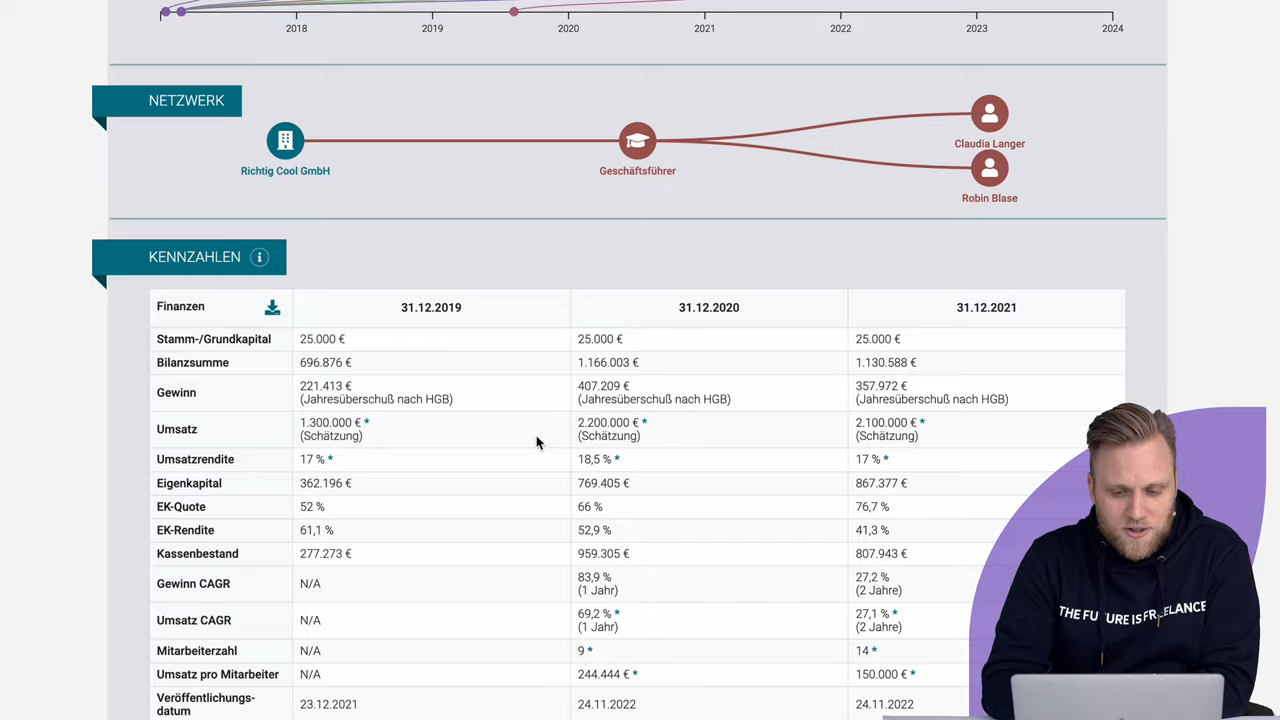 2018 2019 2020 2021 2022 2023 2024
NETZWERK
Richtig Cool GmbH
Geschäftsführer
Claudia Langer
Robin Blase
KENNZAHLEN
Finanzen 31.12.2019 31.12.2020 31.12.2021
Stamm-/Grundkapital 25.000 € 25.000 € 25.000 €
Bilanzsumme 696.876 € 1.166.003 € 1.130.588 €
Gewinn 221.413 € 407.209 € 357.972 €
(Jahresüberschuß nach HGB) (Jahresüberschuß nach HGB) (Jahresüberschuß nach HGB)
Umsatz 1.300.000 € * 2.200.000 € * 2.100.000 € *
(Schätzung) (Schätzung) (Schätzung)
Umsatzrendite 17 % * 18,5 % * 17 % *
Eigenkapital 362.196 € 769.405 € 867.377 €
EK-Quote 52 % 66 % 76,7 %
EK-Rendite 61,1 % 52,9 % 41,3 %
Kassenbestand 277.273 € 959.305 € 807.943 €
Gewinn CAGR N/A 83,9 % 27,2 %
(1 Jahr) (2 Jahre)
Umsatz CAGR N/A 69,2 % * 27,1 % *
(1 Jahr) (2 Jahre)
Mitarbeiterzahl N/A 9 * 14 *
Umsatz pro Mitarbeiter N/A 244.444 € * 150.000 € *
Veröffentlichungs-
datum 23.12.2021 24.11.2022 24.11.2022
THE FUTURE IS FREELANCE